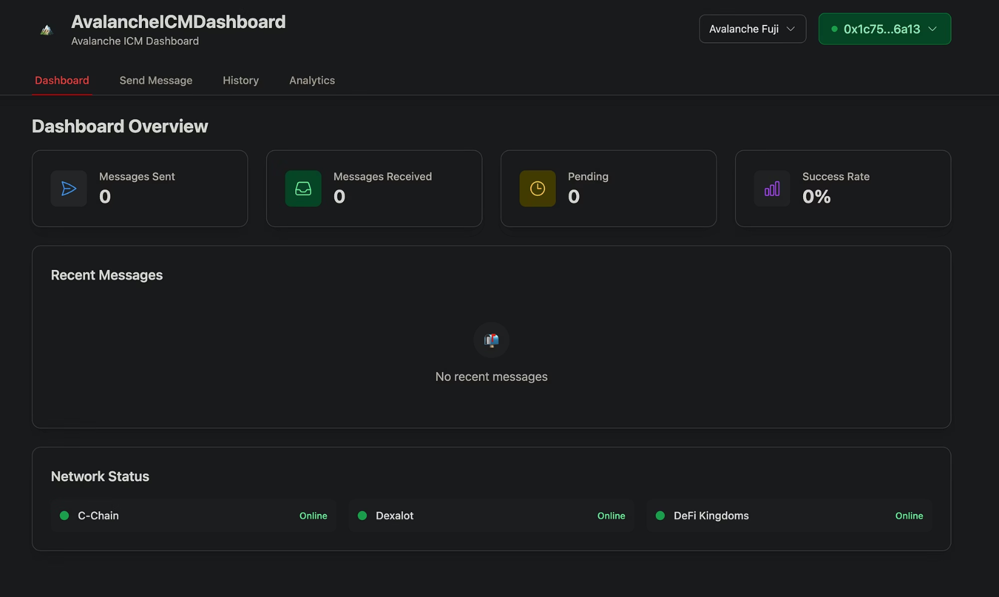 AvalancheICMDashboard
Avalanche ICM Dashboard
Avalanche Fuji
0x1c75...6a13
Dashboard
Send Message
History
Analytics
Dashboard Overview
Messages Sent
0
Messages Received
0
Pending
0
Success Rate
0%
Recent Messages
No recent messages
Network Status
C-Chain
Online
Dexalot
Online
DeFi Kingdoms
Online